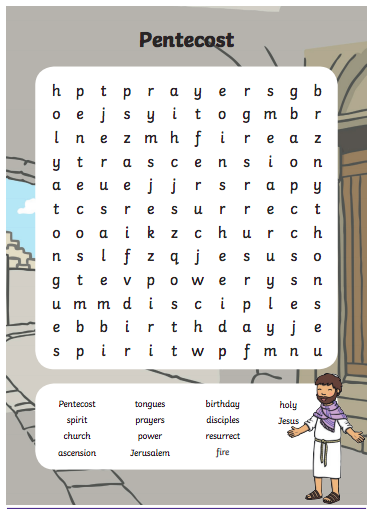 Pentecost
h p t p r a y e r s g b
o e j s y i t o g m b r
l n e z m h f i r e a z
y t r a s c e n s i o n
a e u e j j r s r a p y
t c s r e s u r r e c t
o o a i k z c h u r c h
n s l f z q j e s u s o
g t e v p o w e r y s n
u m m d i s c i p l e s
e b b i r t h d a y j e
s p i r i t w p f m n u
Pentecost tongues birthday holy
spirit prayers disciples Jesus
church power resurrect
ascension Jerusalem fire